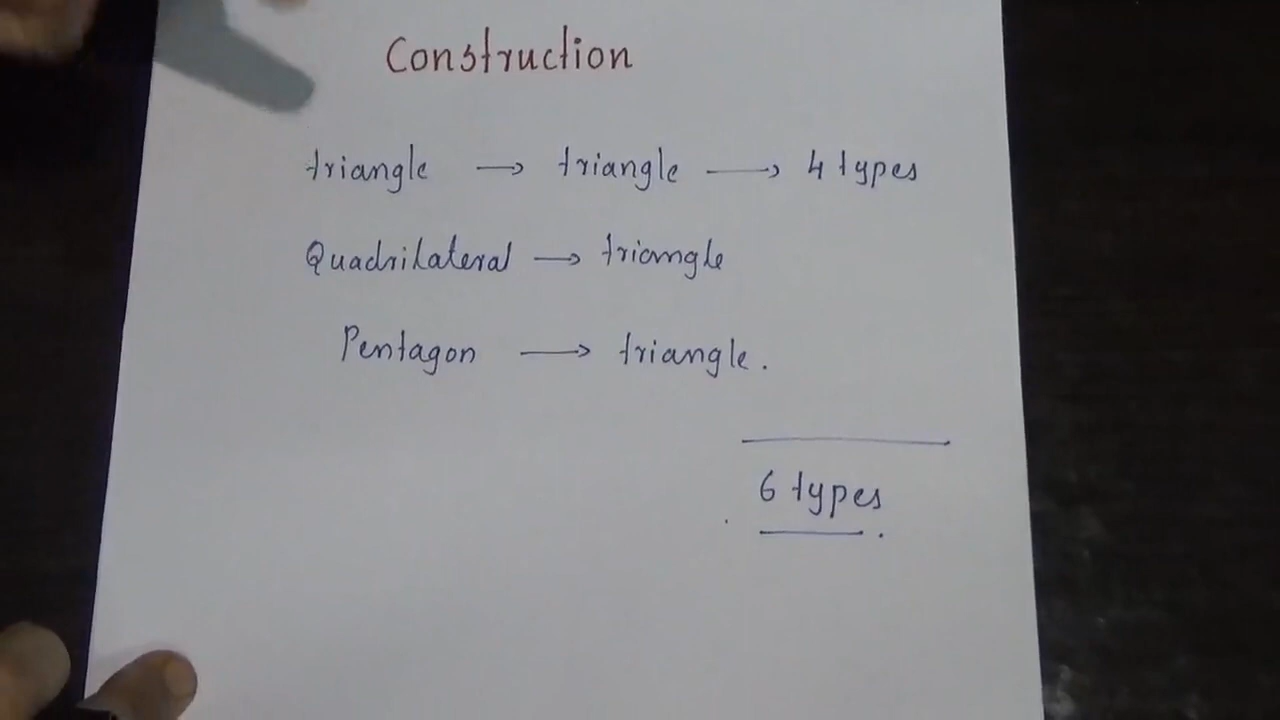 Construction
triangle → triangle → 4 types
Quadrilateral → triangle
Pentagon → triangle.
6 types